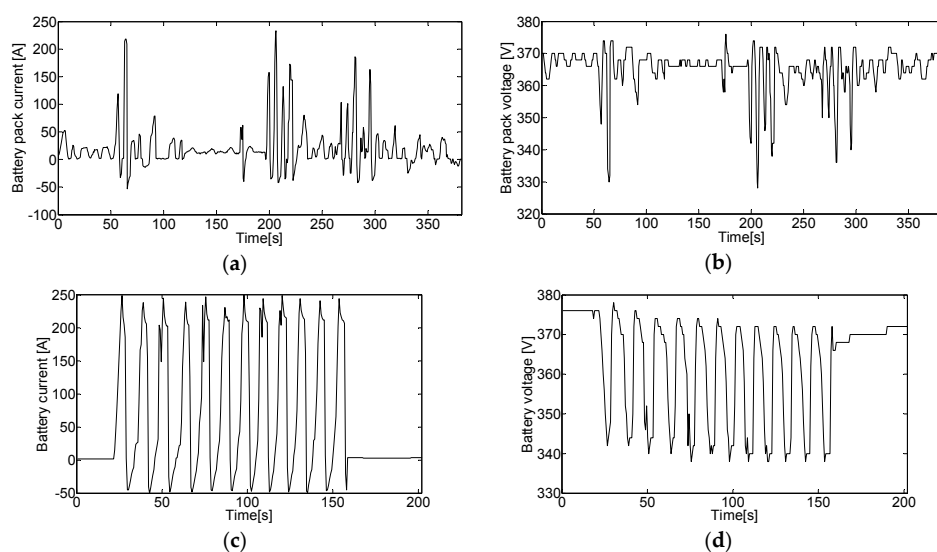 Battery pack current [A]
250
200
150
100
50
0
-50
-100
0 50 100 150 200 250 300 350
Time[s]
(a)
Battery pack voltage [V]
380
370
360
350
340
330
320
0 50 100 150 200 250 300 350
Time[s]
(b)
Battery current [A]
250
200
150
100
50
0
-50
0 50 100 150 200
Time[s]
(c)
Battery voltage [V]
380
370
360
350
340
330
0 50 100 150 200
Time[s]
(d)